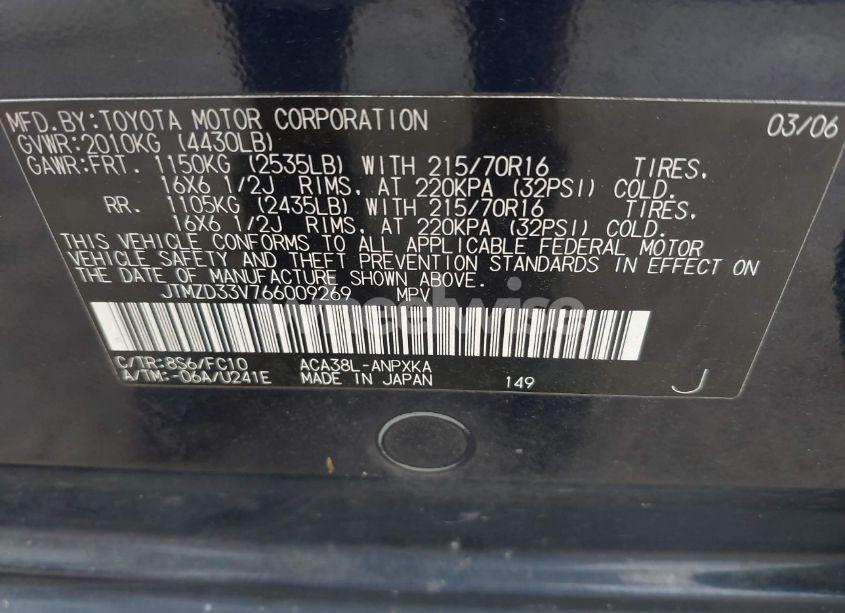 MFD.BY:TOYOTA MOTOR CORPORATION 03/06
GVWR:2010KG (4430LB)
GAWR:FRT. 1150KG (2535LB) WITH 215/70R16 TIRES,
16X6 1/2J RIMS, AT 220KPA (32PSI) COLD.
RR. 1105KG (2435LB) WITH 215/70R16 TIRES,
16X6 1/2J RIMS, AT 220KPA (32PSI) COLD.
THIS VEHICLE CONFORMS TO ALL APPLICABLE FEDERAL MOTOR
VEHICLE SAFETY AND THEFT PREVENTION STANDARDS IN EFFECT ON
THE DATE OF MANUFACTURE SHOWN ABOVE.
JTMZD33V766009269 MPV
C/TR:8S6/FC10 ACA38L-ANPXKA
A/TM:-06A/U241E MADE IN JAPAN 149 J